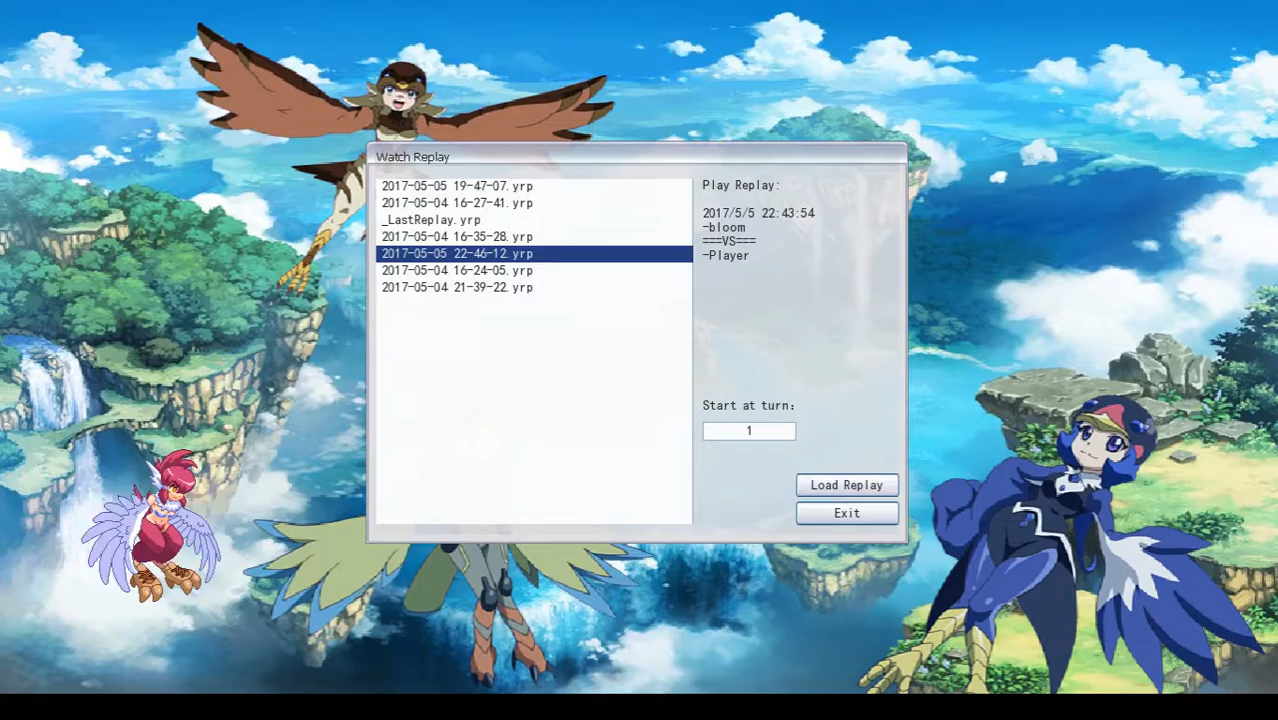 Watch Replay
2017-05-05 19-47-07.yrp
2017-05-04 16-27-41.yrp
_LastReplay.yrp
2017-05-04 16-35-28.yrp
2017-05-05 22-46-12.yrp
2017-05-04 16-24-05.yrp
2017-05-04 21-39-22.yrp
Play Replay:
2017/5/5 22:43:54
-bloom
===VS===
-Player
Start at turn:
1
Load Replay
Exit